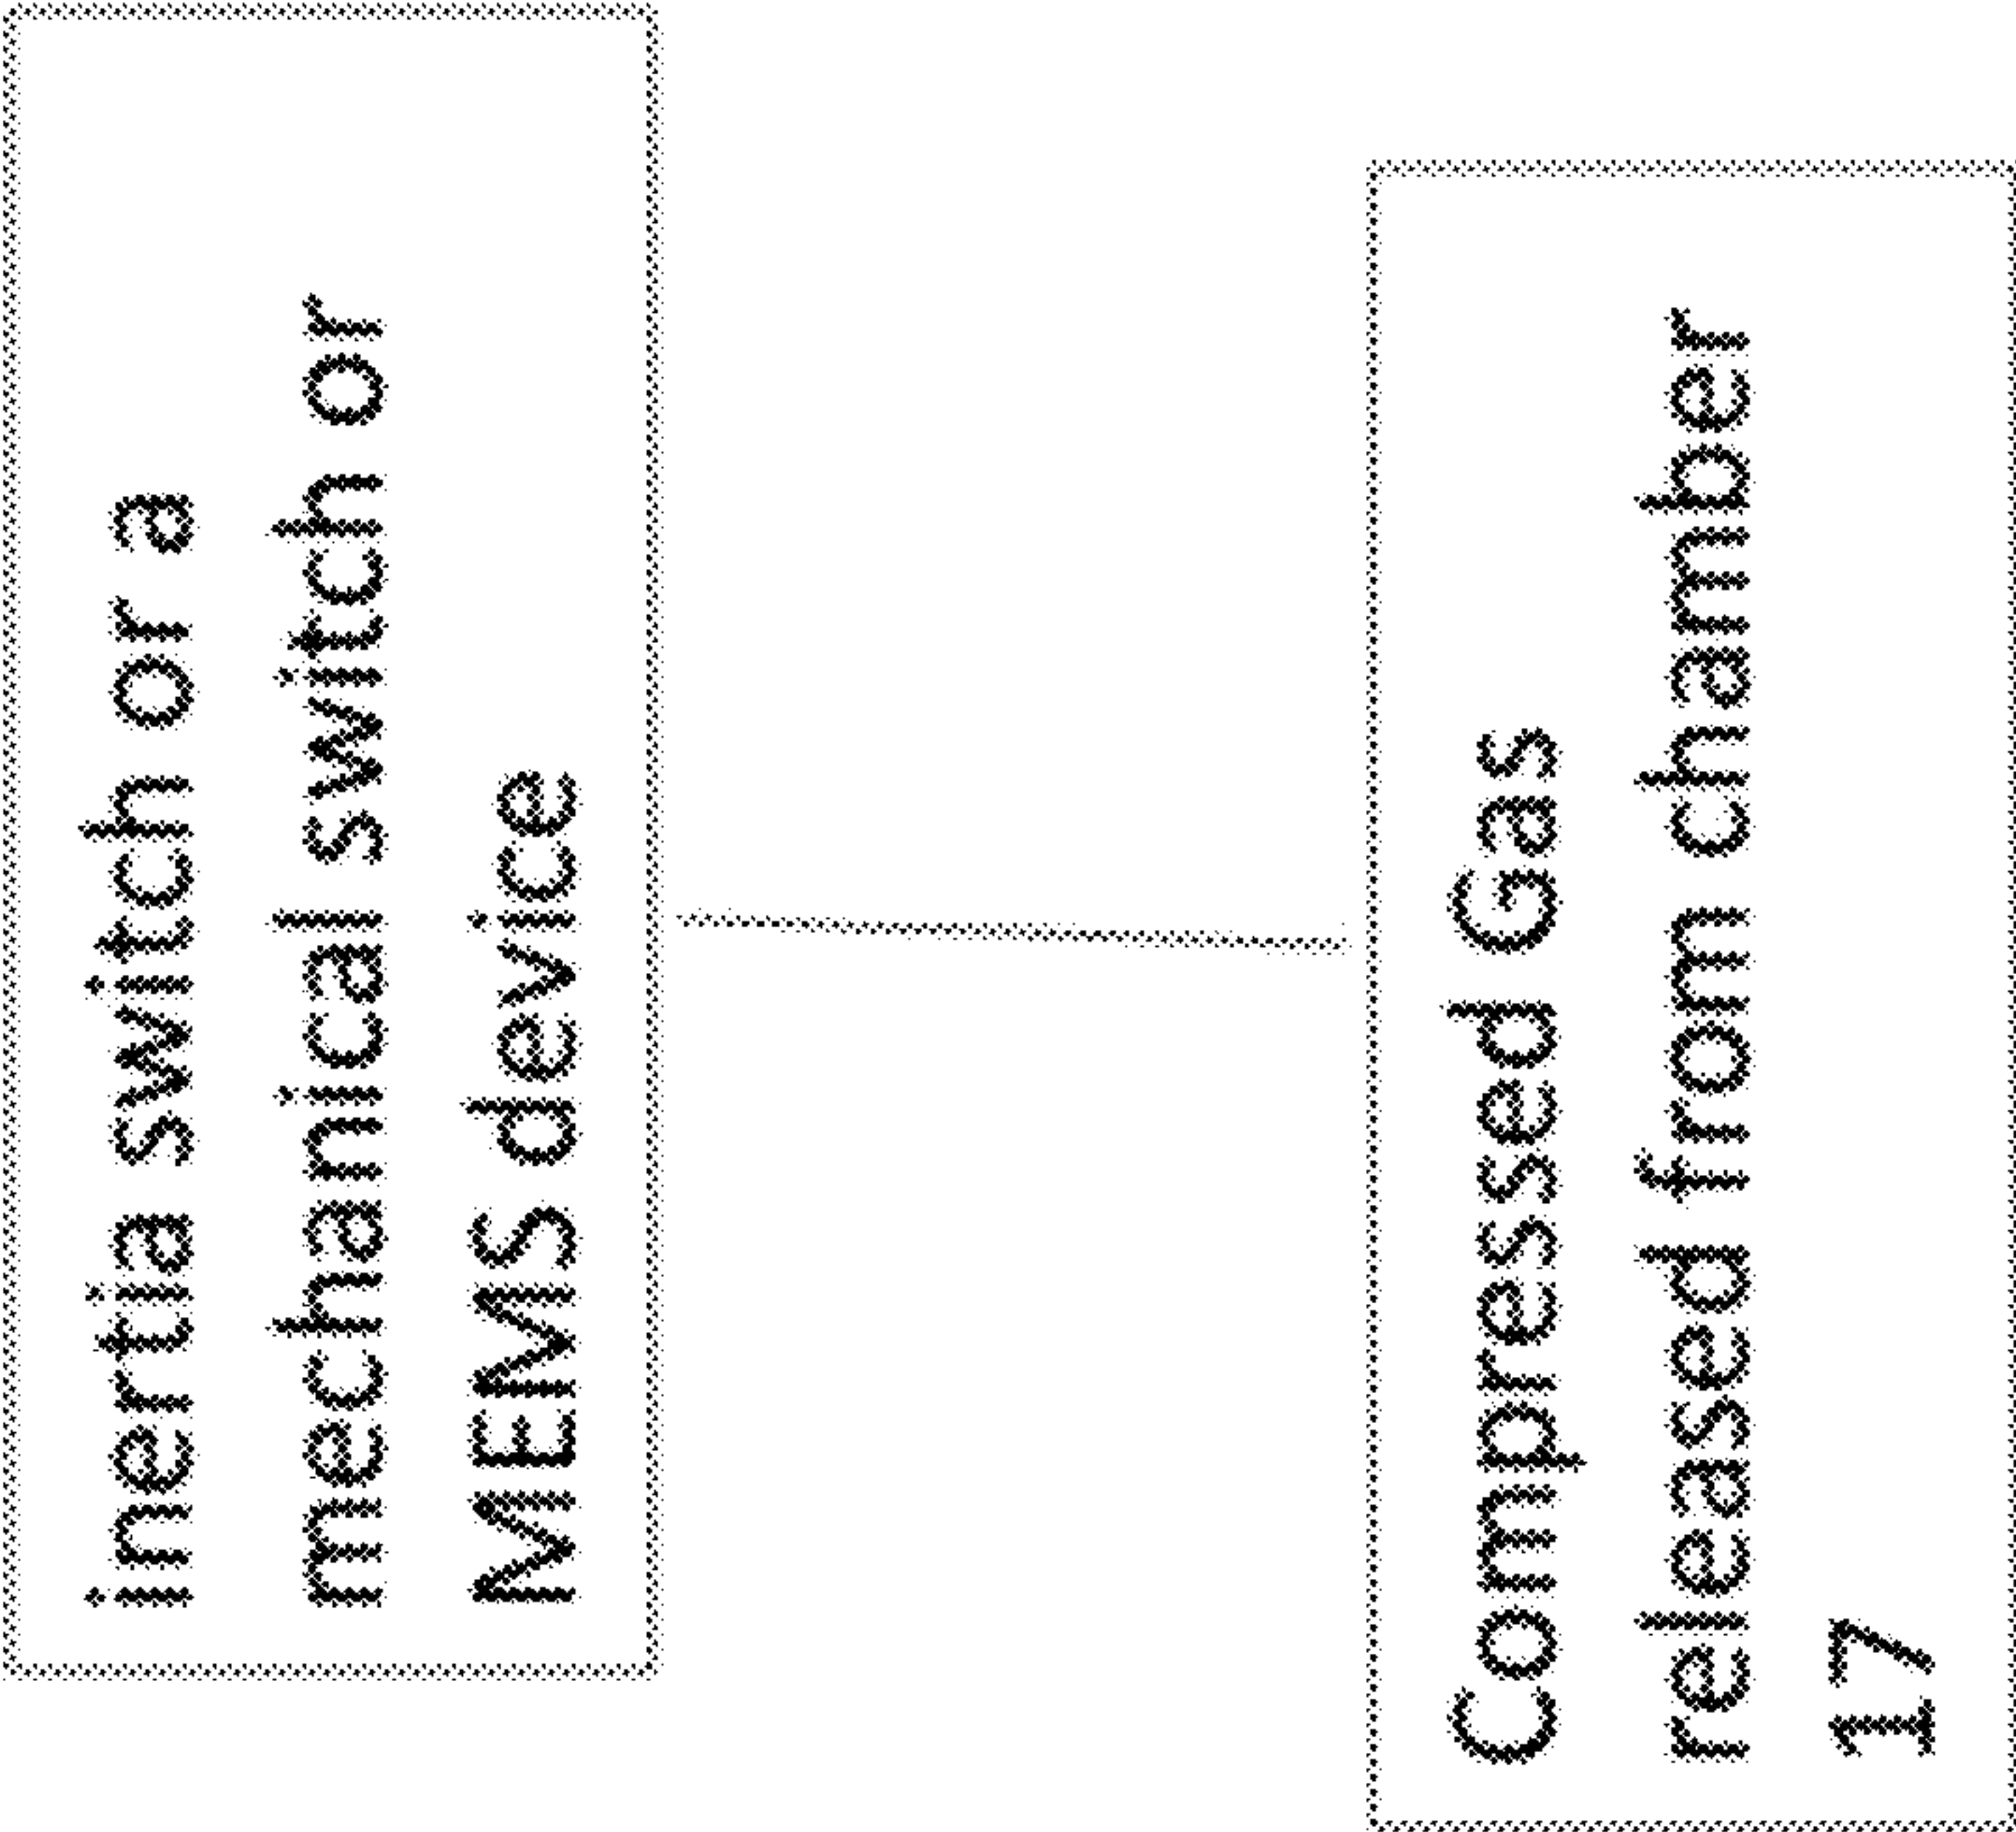 inertia switch or a
mechanical switch or
MEMS device
Compressed Gas
released from chamber
17